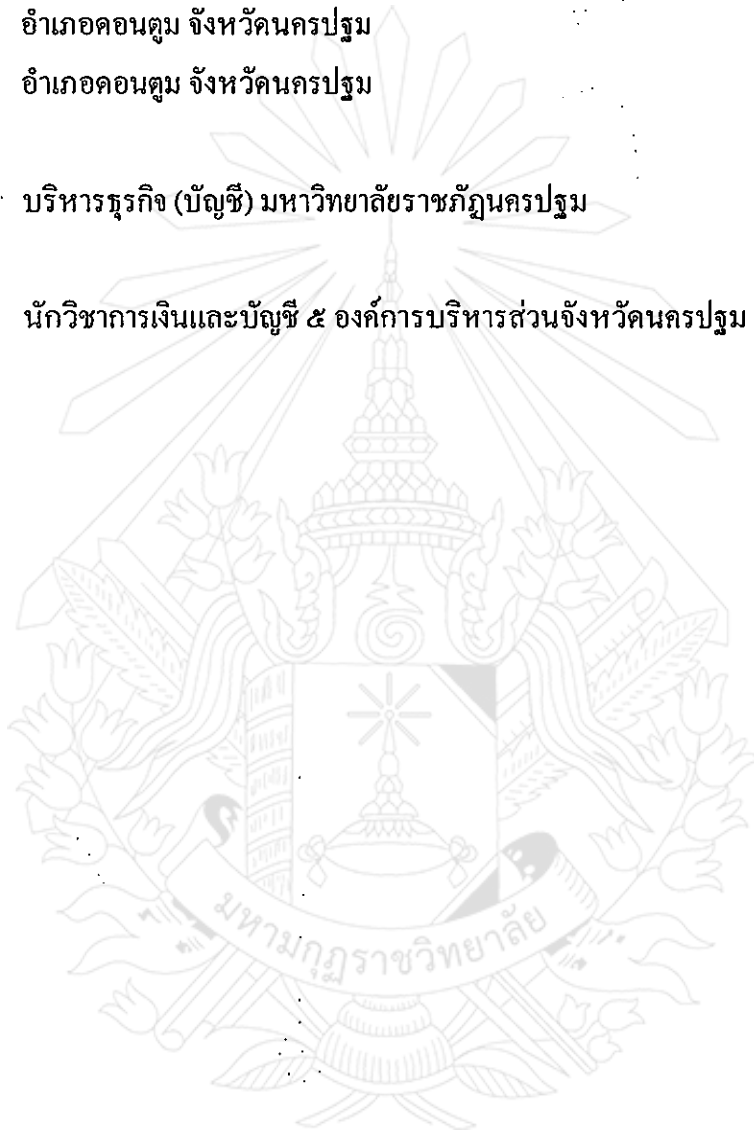 อำเภอดอนตูม จังหวัดนครปฐม
อำเภอดอนตูม จังหวัดนครปฐม
บริหารธุรกิจ (บัญชี) มหาวิทยาลัยราชภัฏนครปฐม
นักวิชาการเงินและบัญชี ๕ องค์การบริหารส่วนจังหวัดนครปฐม
มหามกุฏราชวิทยาลัย